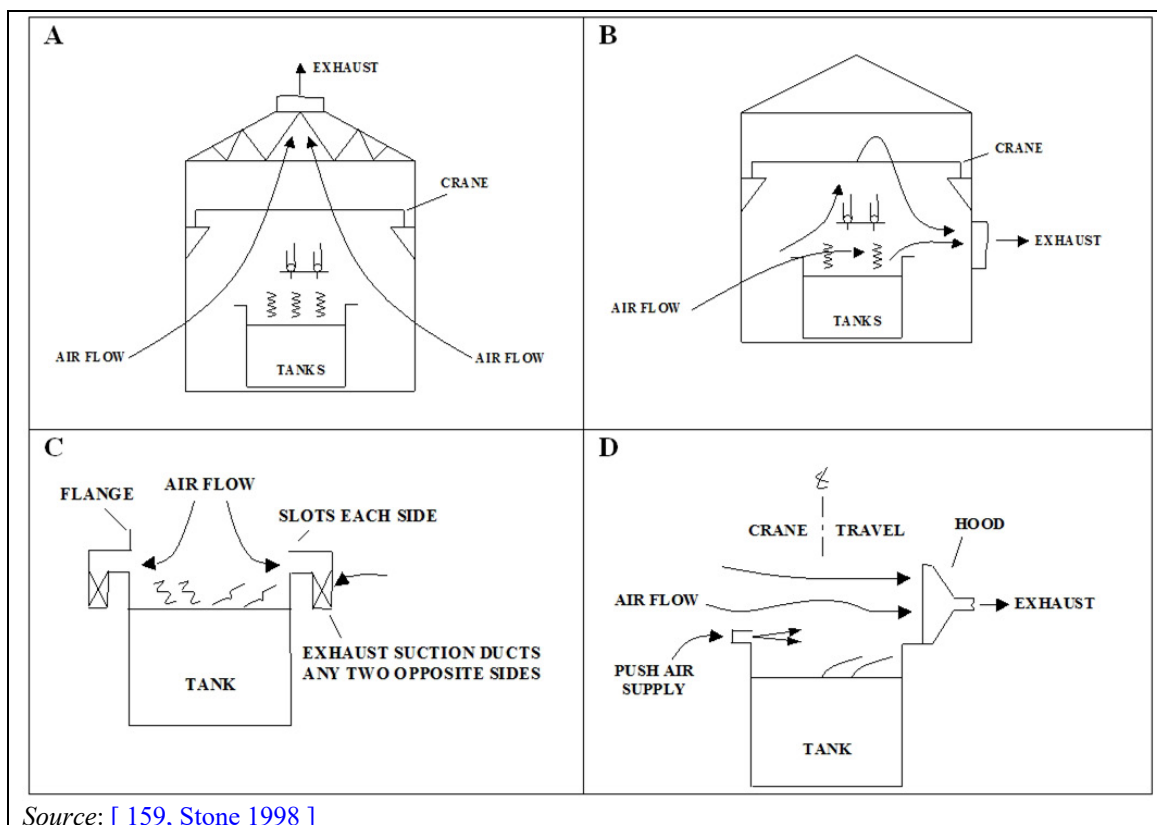 A
EXHAUST
CRANE
AIR FLOW
AIR FLOW
TANKS
B
CRANE
EXHAUST
AIR FLOW
TANKS
C
AIR FLOW
FLANGE
SLOTS EACH SIDE
EXHAUST SUCTION DUCTS
ANY TWO OPPOSITE SIDES
TANK
D
CRANE
TRAVEL
HOOD
AIR FLOW
EXHAUST
PUSH AIR
SUPPLY
TANK
Source: [ 159, Stone 1998 ]